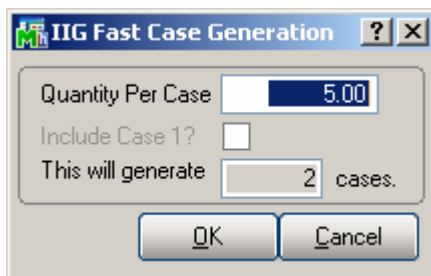 IIG Fast Case Generation
Quantity Per Case 5.00
Include Case 1?
This will generate 2 cases.
OK Cancel